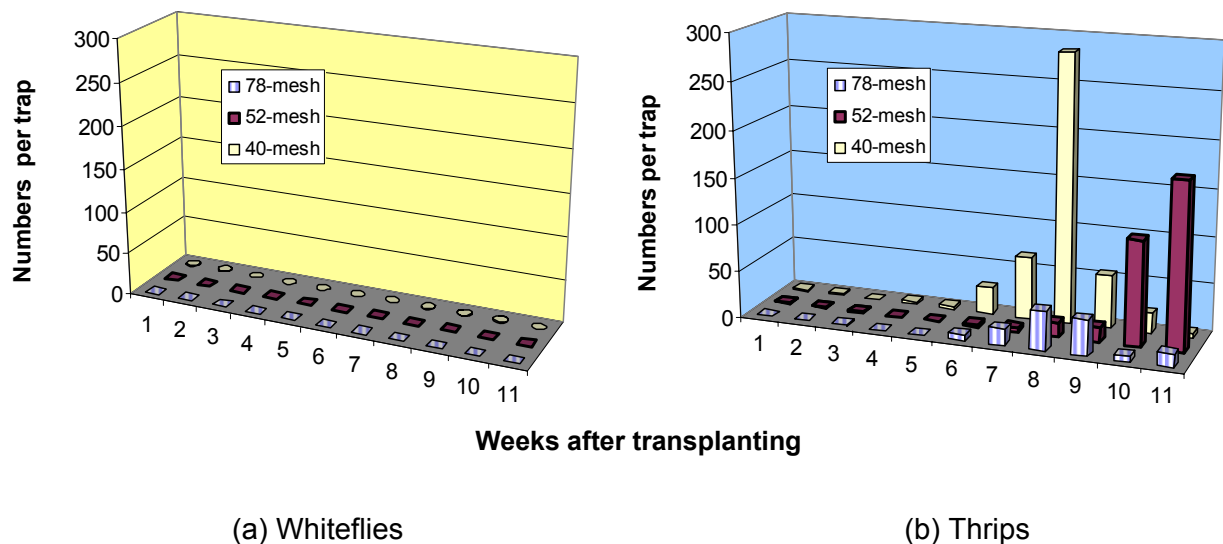 Numbers per trap
300
250
200
150
100
50
0
78-mesh
52-mesh
40-mesh
1 2 3 4 5 6 7 8 9 10 11
Numbers per trap
300
250
200
150
100
50
0
78-mesh
52-mesh
40-mesh
1 2 3 4 5 6 7 8 9 10 11
Weeks after transplanting
(a) Whiteflies
(b) Thrips